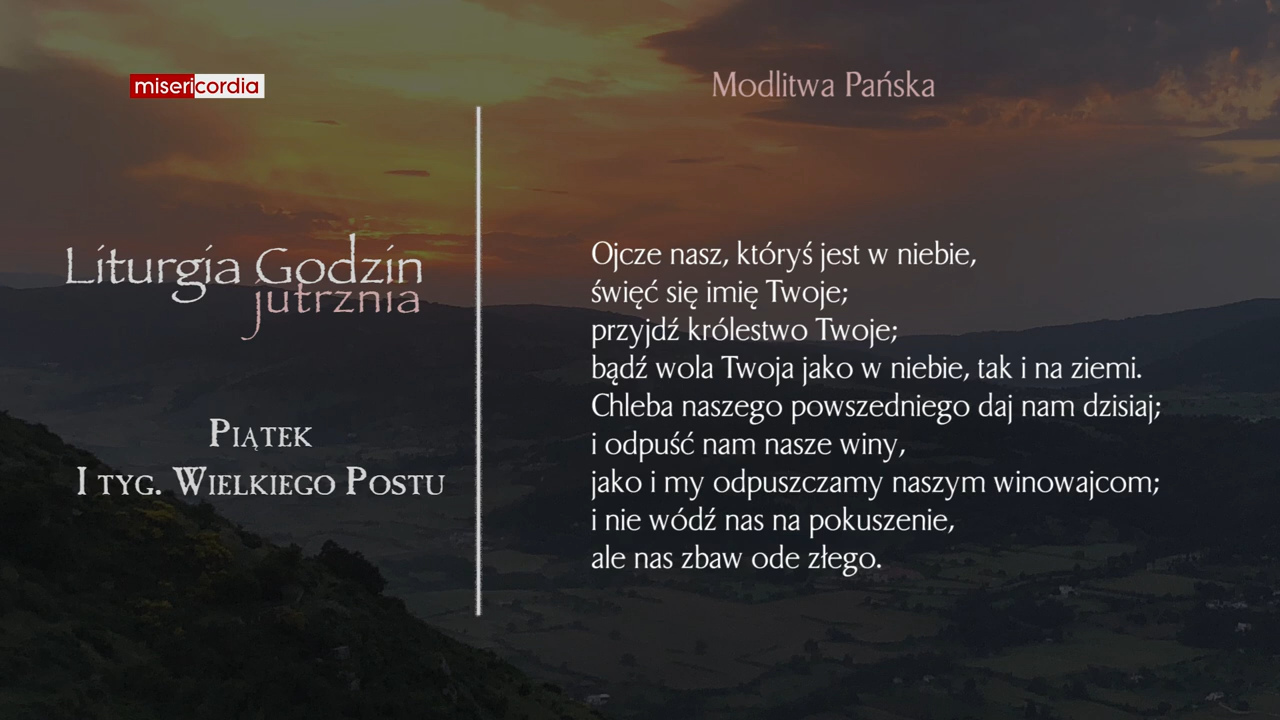 misericordia
Liturgia Godzin
jutrznia
Piątek
I tyg. Wielkiego Postu
Modlitwa Pańska
Ojcze nasz, któryś jest w niebie,
święć się imię Twoje;
przyjdź królestwo Twoje;
bądź wola Twoja jako w niebie, tak i na ziemi.
Chleba naszego powszedniego daj nam dzisiaj;
i odpuść nam nasze winy,
jako i my odpuszczamy naszym winowajcom;
i nie wódź nas na pokuszenie,
ale nas zbaw ode złego.